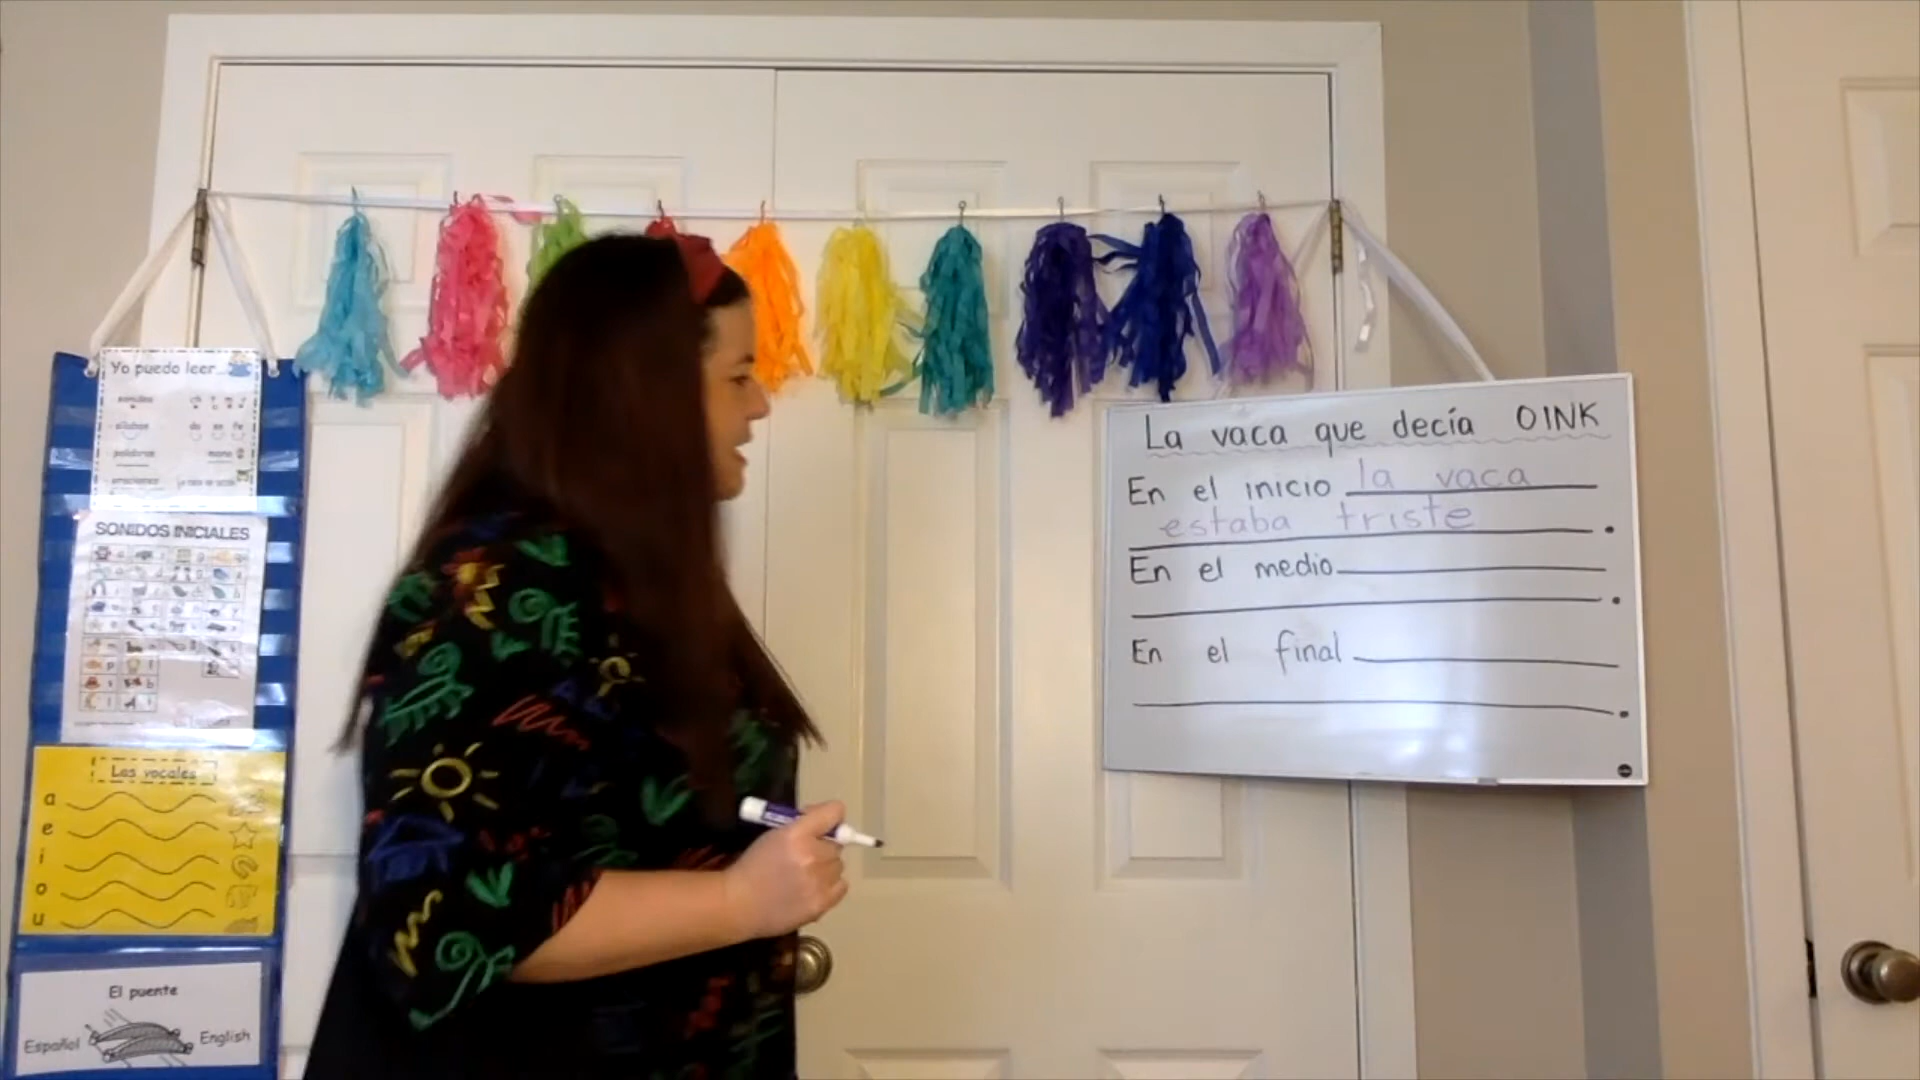 La vaca que decía OINK
En el inicio la vaca
estaba triste.
En el medio
.
En el final
.
Yo puedo leer...
sonidos
sílabas
palabras mano
oraciones
SONIDOS INICIALES
Las vocales
a
e
i
o
u
El puente
Español English